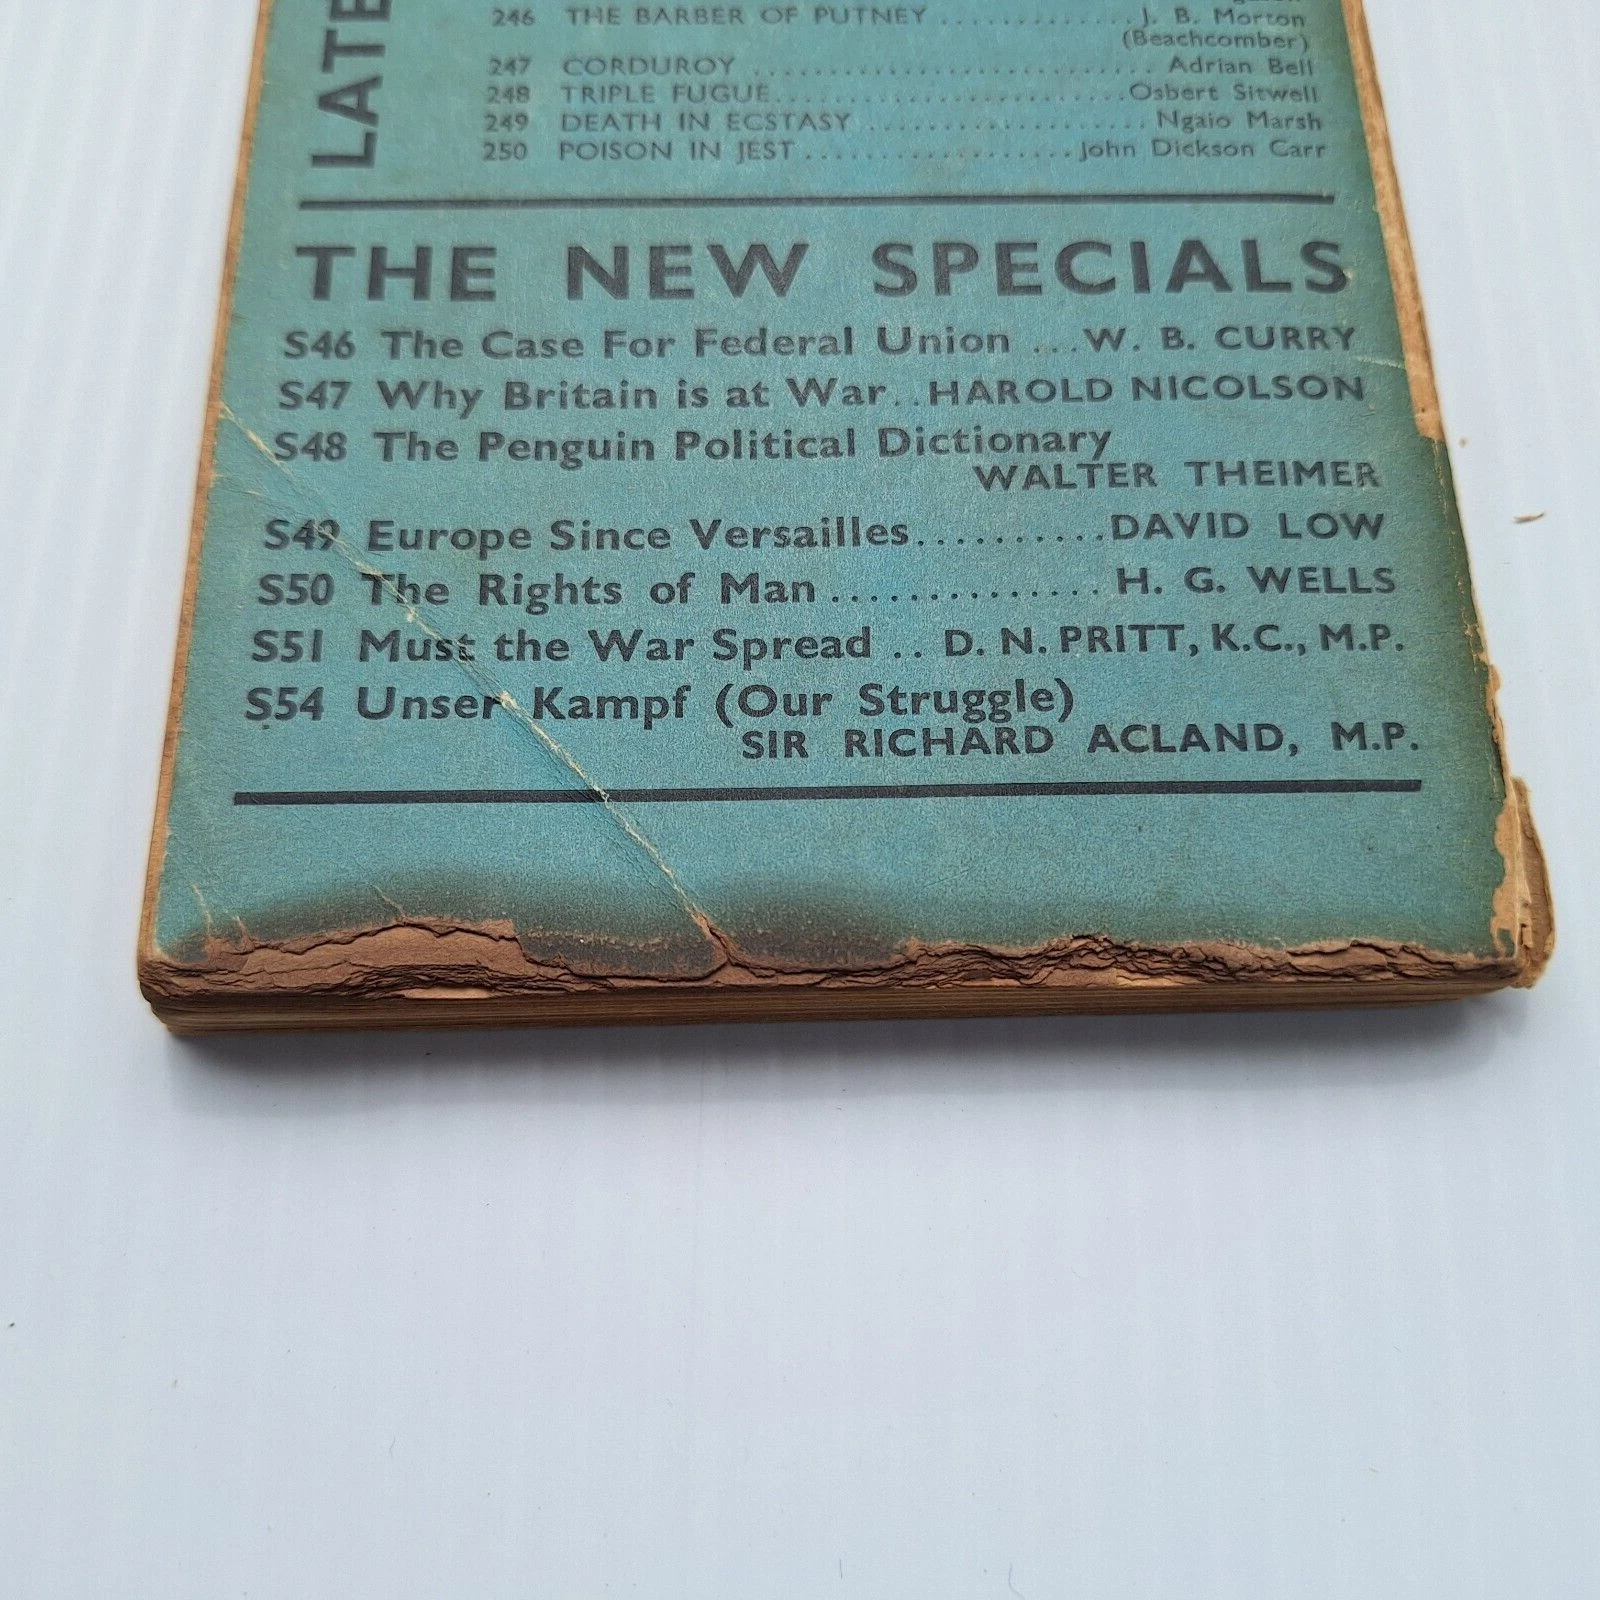 LATE
246 THE BARBER OF PUTNEY ............. J. B. Morton
(Beachcomber)
247 CORDUROY ............................ Adrian Bell
248 TRIPLE FUGUE........................Osbert Sitwell
249 DEATH IN ECSTASY .................... Ngaio Marsh
250 POISON IN JEST ...................John Dickson Carr
THE NEW SPECIALS
S46 The Case For Federal Union ...W. B. CURRY
S47 Why Britain is at War..HAROLD NICOLSON
S48 The Penguin Political Dictionary
WALTER THEIMER
S49 Europe Since Versailles..........DAVID LOW
S50 The Rights of Man ............... H. G. WELLS
S51 Must the War Spread .. D. N. PRITT, K.C., M.P.
S54 Unser Kampf (Our Struggle)
SIR RICHARD ACLAND, M.P.